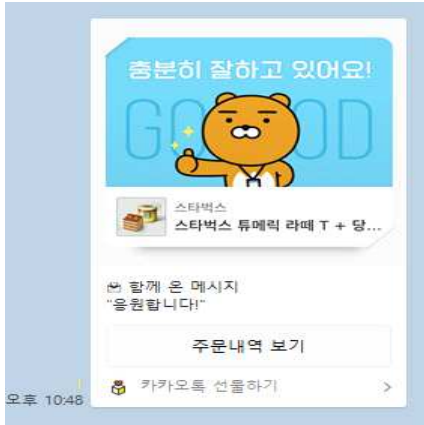 충분히 잘하고 있어요!
GOOD
스타벅스
스타벅스 튜메릭 라떼 T + 당...
함께 온 메시지
"응원합니다!"
주문내역 보기
카카오톡 선물하기
1
오후 10:48